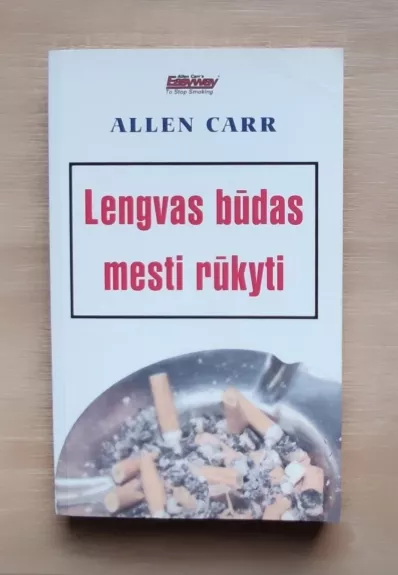 Allen Carr's
Easyway
To Stop Smoking
ALLEN CARR
Lengvas būdas
mesti rūkyti